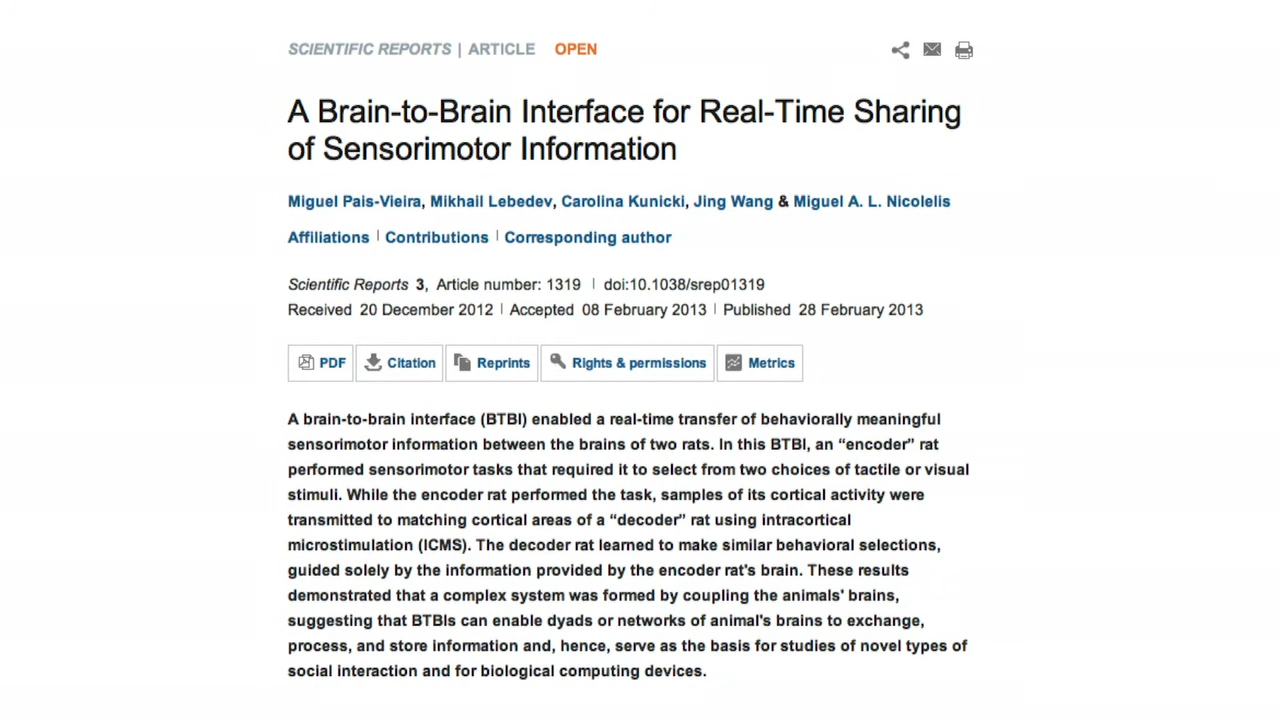 SCIENTIFIC REPORTS | ARTICLE OPEN
A Brain-to-Brain Interface for Real-Time Sharing
of Sensorimotor Information
Miguel Pais-Vieira, Mikhail Lebedev, Carolina Kunicki, Jing Wang & Miguel A. L. Nicolelis
Affiliations | Contributions | Corresponding author
Scientific Reports 3, Article number: 1319 | doi:10.1038/srep01319
Received 20 December 2012 | Accepted 08 February 2013 | Published 28 February 2013
PDF Citation Reprints Rights & permissions Metrics
A brain-to-brain interface (BTBI) enabled a real-time transfer of behaviorally meaningful
sensorimotor information between the brains of two rats. In this BTBI, an “encoder” rat
performed sensorimotor tasks that required it to select from two choices of tactile or visual
stimuli. While the encoder rat performed the task, samples of its cortical activity were
transmitted to matching cortical areas of a “decoder” rat using intracortical
microstimulation (ICMS). The decoder rat learned to make similar behavioral selections,
guided solely by the information provided by the encoder rat's brain. These results
demonstrated that a complex system was formed by coupling the animals' brains,
suggesting that BTBIs can enable dyads or networks of animal's brains to exchange,
process, and store information and, hence, serve as the basis for studies of novel types of
social interaction and for biological computing devices.